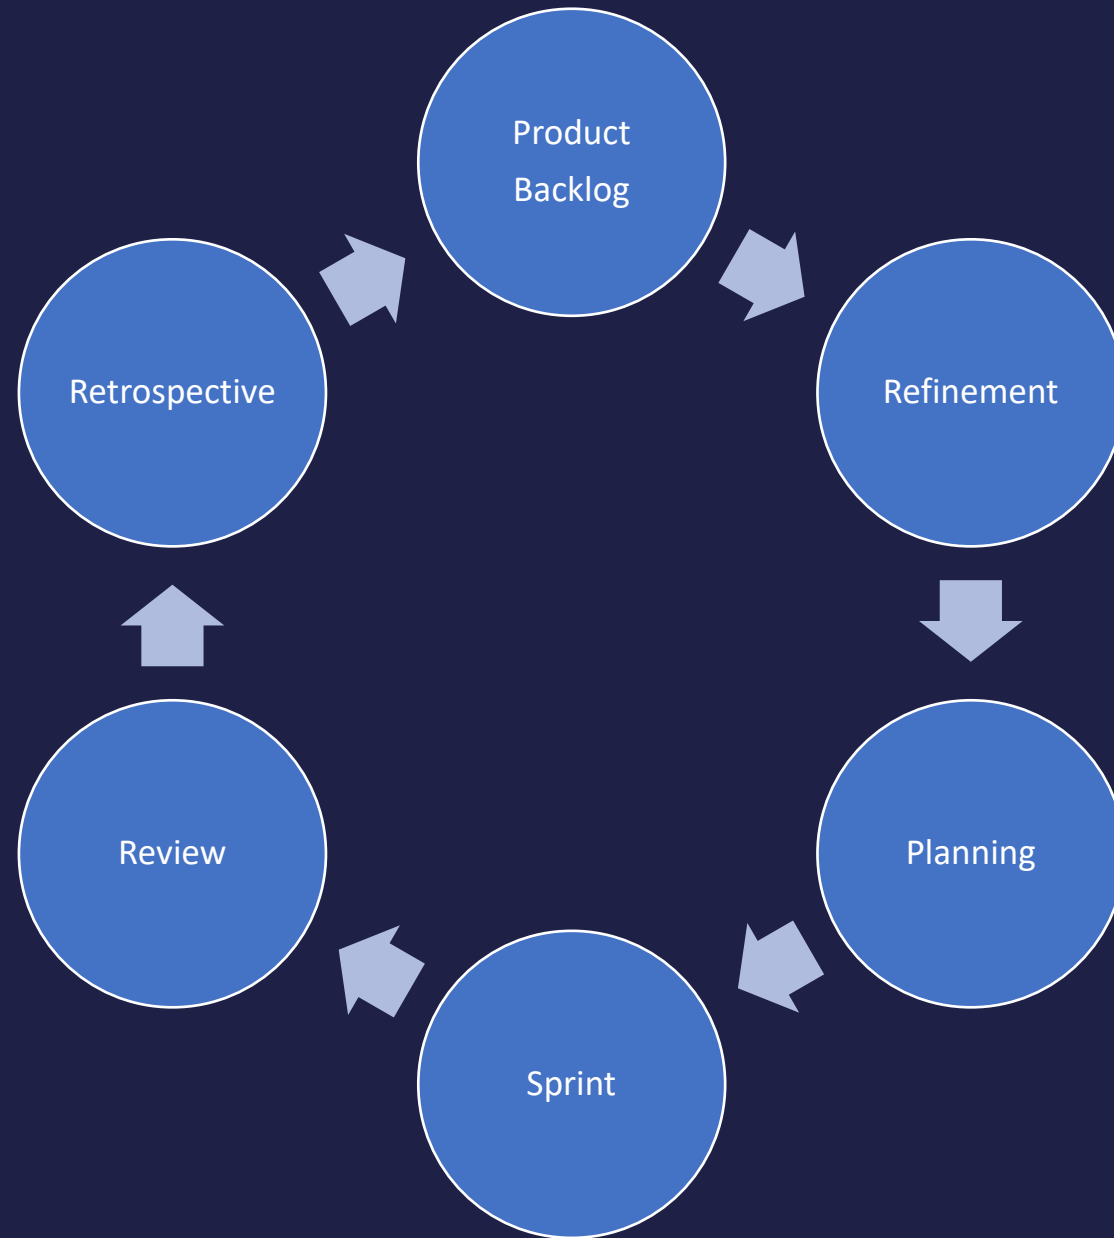 Product
Backlog
Refinement
Planning
Sprint
Review
Retrospective